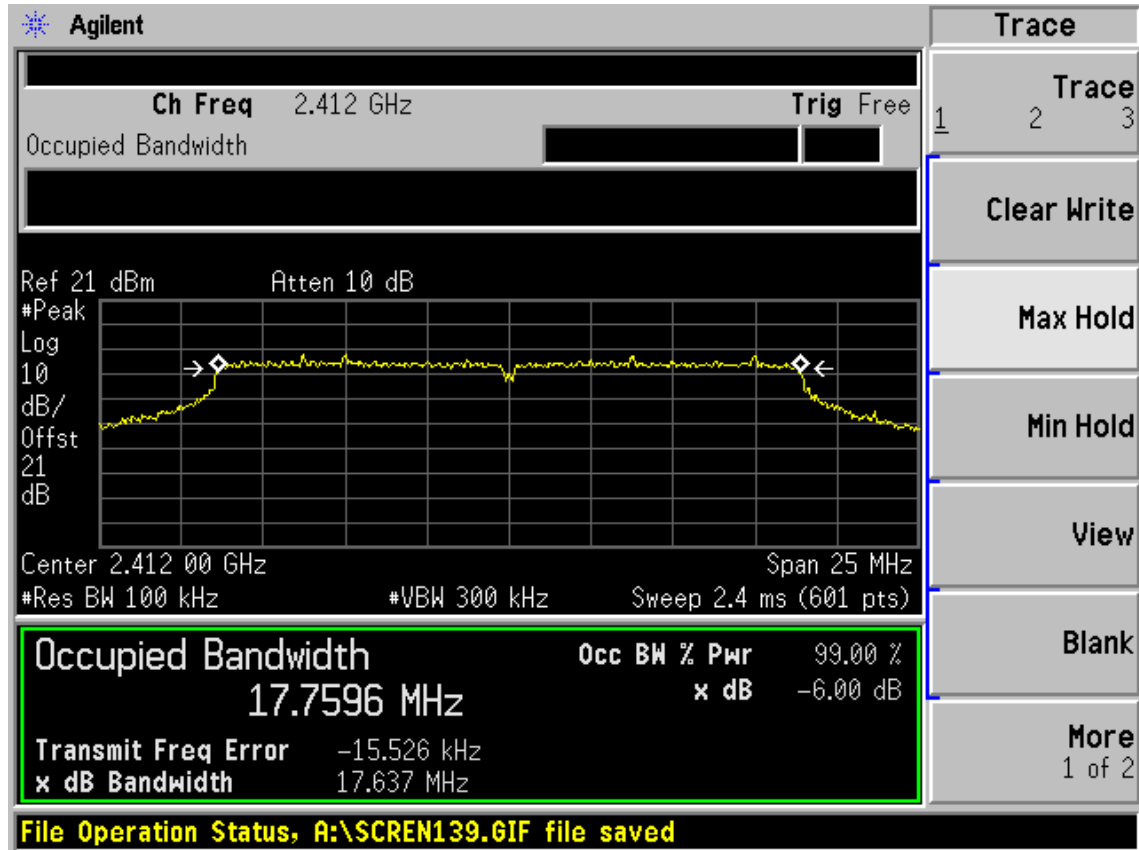 Agilent
Trace
Ch Freq 2.412 GHz Trig Free
Occupied Bandwidth
Trace
1 2 3
Clear Write
Max Hold
Min Hold
View
Blank
More
1 of 2
Ref 21 dBm Atten 10 dB
#Peak
Log
10
dB/
Offst
21
dB
Center 2.412 00 GHz Span 25 MHz
#Res BW 100 kHz #VBW 300 kHz Sweep 2.4 ms (601 pts)
Occupied Bandwidth Occ BW % Pwr 99.00 %
17.7596 MHz x dB -6.00 dB
Transmit Freq Error -15.526 kHz
x dB Bandwidth 17.637 MHz
File Operation Status, A:\SCREN139.GIF file saved